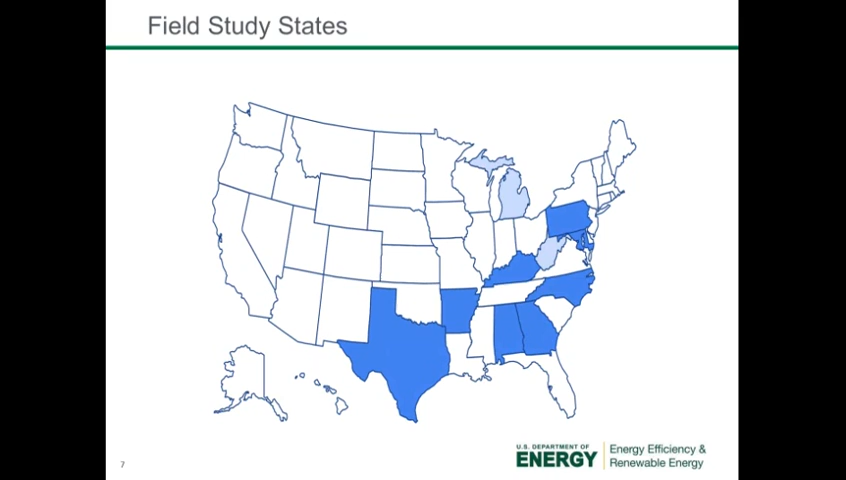 Field Study States
7
U.S. DEPARTMENT OF
ENERGY
Energy Efficiency &
Renewable Energy